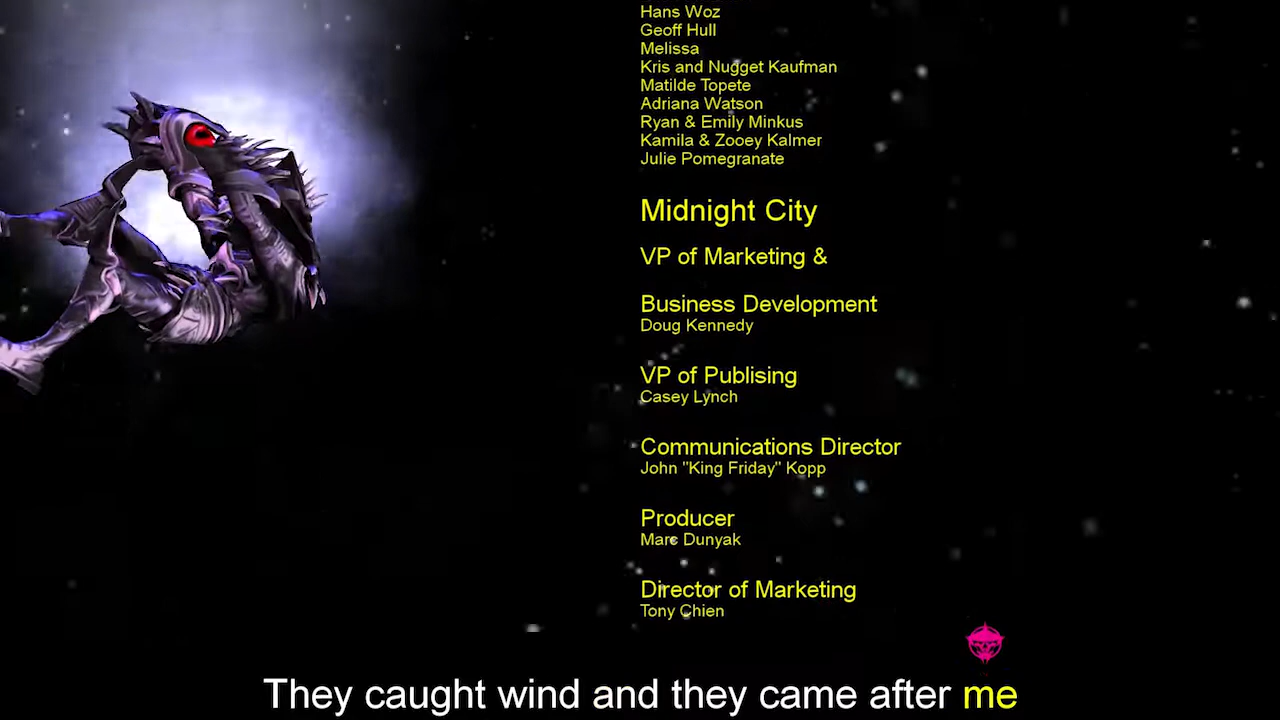 Hans Woz
Geoff Hull
Melissa
Kris and Nugget Kaufman
Matilde Topete
Adriana Watson
Ryan & Emily Minkus
Kamila & Zooey Kalmer
Julie Pomegranate
Midnight City
VP of Marketing &
Business Development
Doug Kennedy
VP of Publising
Casey Lynch
Communications Director
John "King Friday" Kopp
Producer
Marc Dunyak
Director of Marketing
Tony Chien
They caught wind and they came after me